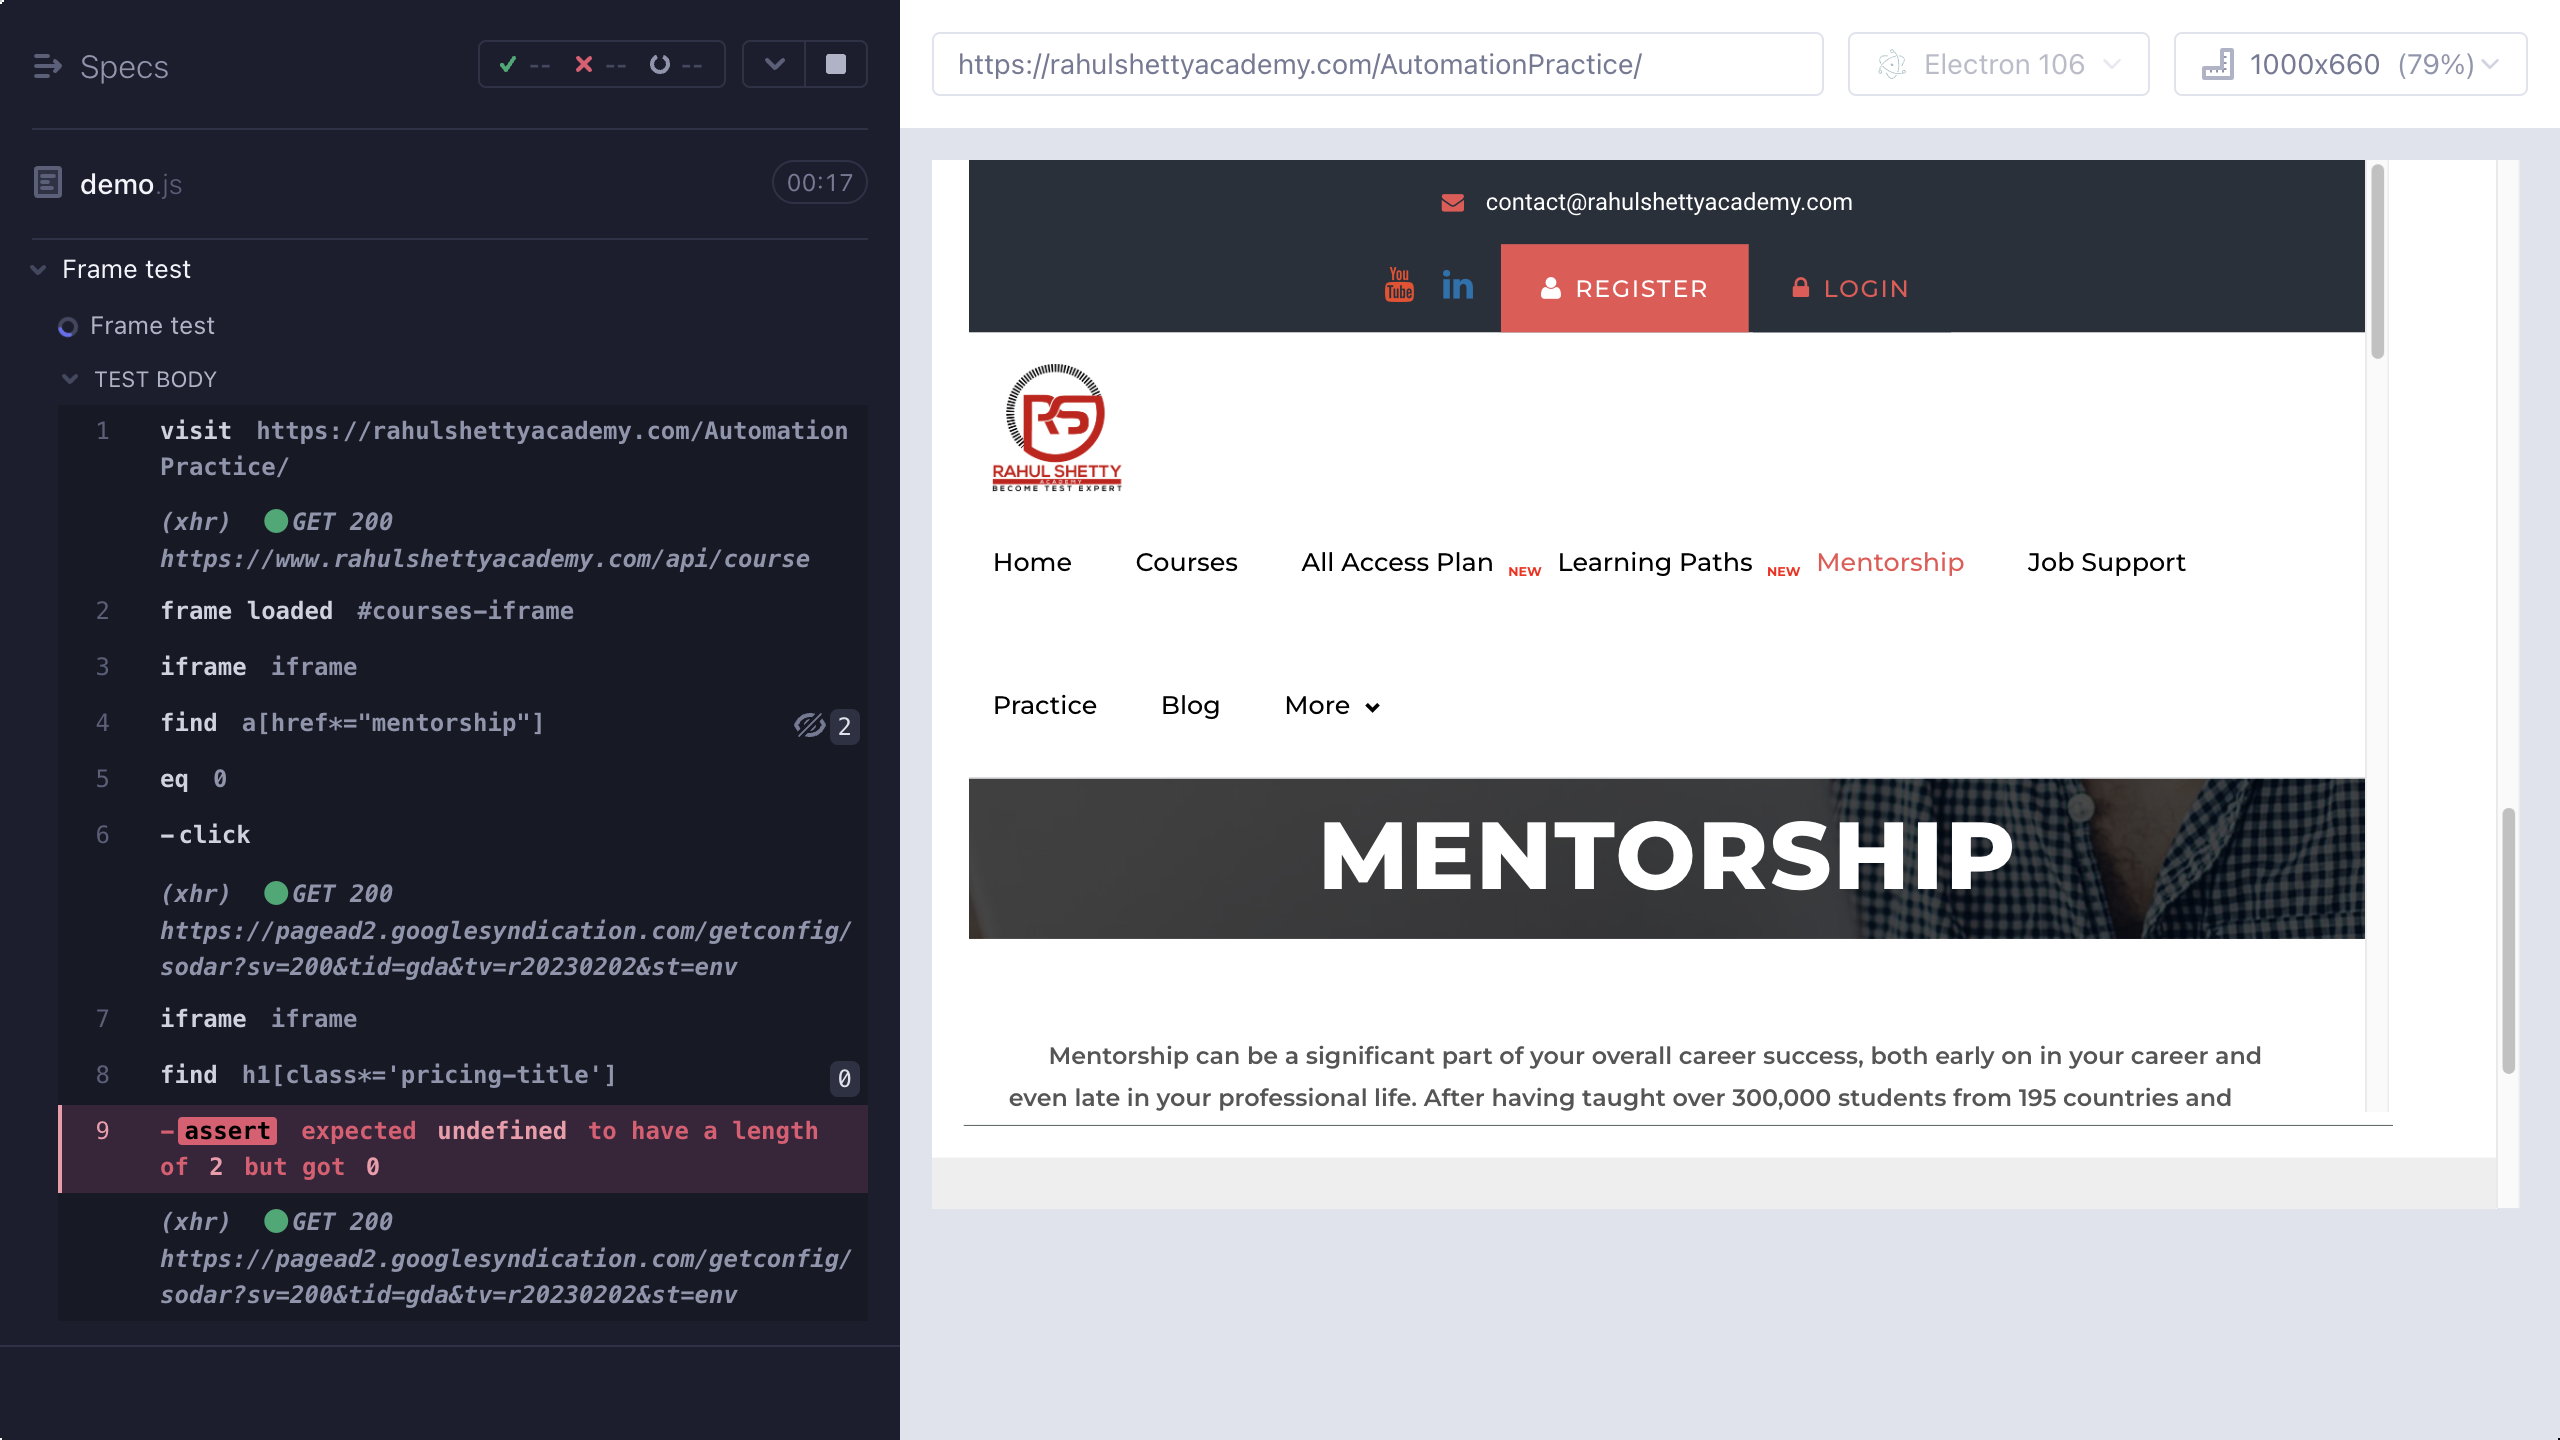 Specs
-- -- --
demo.js
00:17
Frame test
Frame test
TEST BODY
1 visit https://rahulshettyacademy.com/Automation
Practice/
(xhr) GET 200
https://www.rahulshettyacademy.com/api/course
2 frame loaded #courses-iframe
3 iframe iframe
4 find a[href*="mentorship"] 2
5 eq 0
6 -click
(xhr) GET 200
https://pagead2.googlesyndication.com/getconfig/
sodar?sv=200&tid=gda&tv=r20230202&st=env
7 iframe iframe
8 find h1[class*='pricing-title'] 0
9 -assert expected undefined to have a length
of 2 but got 0
(xhr) GET 200
https://pagead2.googlesyndication.com/getconfig/
sodar?sv=200&tid=gda&tv=r20230202&st=env
https://rahulshettyacademy.com/AutomationPractice/
Electron 106
1000x660 (79%)
contact@rahulshettyacademy.com
You
Tube
in
REGISTER
LOGIN
RS
RAHUL SHETTY
ACADEMY
BECOME TEST EXPERT
Home Courses All Access Plan NEW Learning Paths NEW Mentorship Job Support
Practice Blog More
MENTORSHIP
Mentorship can be a significant part of your overall career success, both early on in your career and
even late in your professional life. After having taught over 300,000 students from 195 countries and